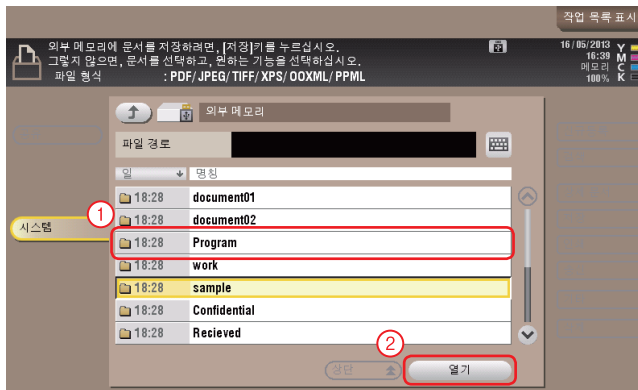 작업 목록 표시
외부 메모리에 문서를 저장하려면, [저장]키를 누르십시오.
그렇지 않으면, 문서를 선택하고, 원하는 기능을 선택하십시오.
파일 형식 : PDF/ JPEG/ TIFF/ XPS/ OOXML/ PPML
16/05/2013
16:39
메모리
100%
Y
M
C
K
외부 메모리
파일 경로
일 명칭
18:28 document01
18:28 document02
1
시스템
18:28 Program
18:28 work
18:28 sample
18:28 Confidential
18:28 Recieved
2
상단 열기